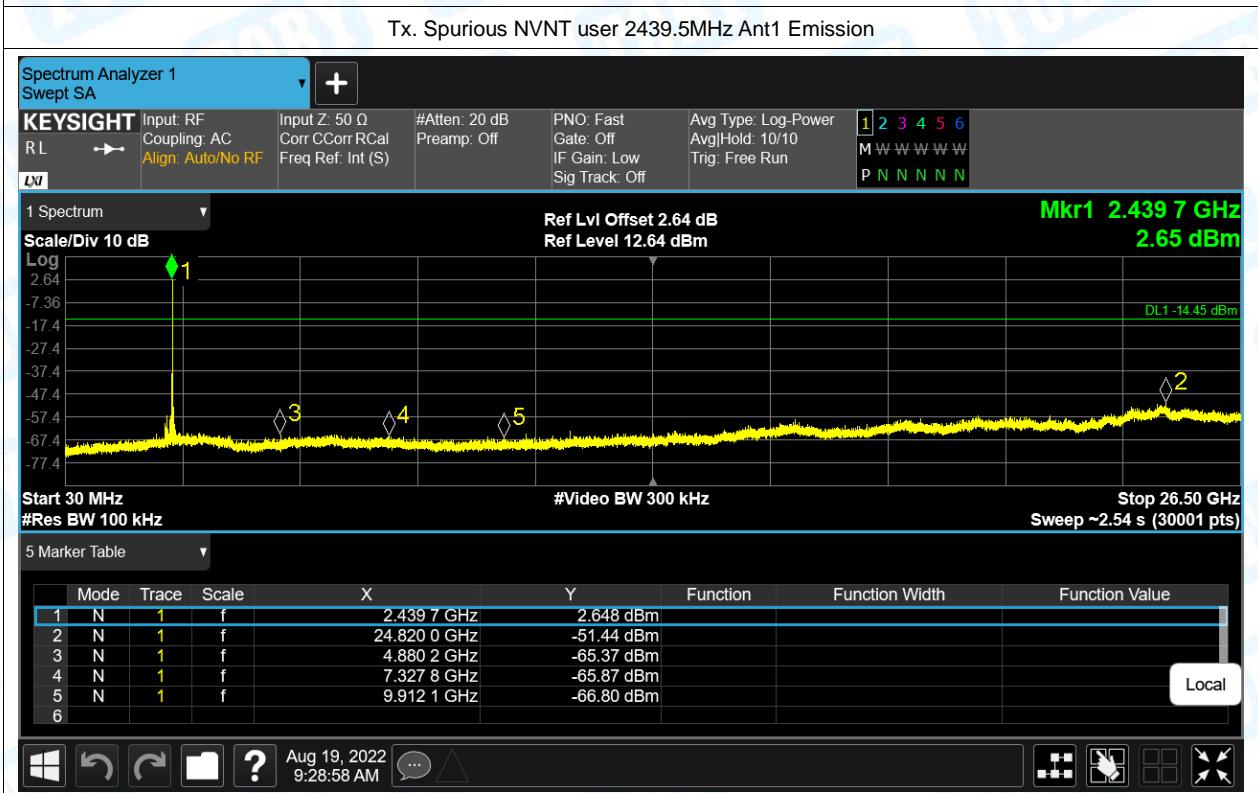 Tx. Spurious NVNT user 2439.5MHz Ant1 Emission
Spectrum Analyzer 1
Swept SA
+
KEYSIGHT
RL
LXI
Input: RF
Coupling: AC
Align: Auto/No RF
Input Z: 50 Ω
Corr CCorr RCal
Freq Ref: Int (S)
#Atten: 20 dB
Preamp: Off
PNO: Fast
Gate: Off
IF Gain: Low
Sig Track: Off
Avg Type: Log-Power
Avg|Hold: 10/10
Trig: Free Run
1 2 3 4 5 6
M W W W W W
P N N N N N
1 Spectrum
Scale/Div 10 dB
Ref Lvl Offset 2.64 dB
Ref Level 12.64 dBm
Mkr1 2.439 7 GHz
2.65 dBm
Log
2.64
-7.36
-17.4
-27.4
-37.4
-47.4
-57.4
-67.4
-77.4
1
DL1 -14.45 dBm
2
3
4
5
Start 30 MHz
#Video BW 300 kHz
Stop 26.50 GHz
#Res BW 100 kHz
Sweep ~2.54 s (30001 pts)
5 Marker Table
Mode Trace Scale X Y Function Function Width Function Value
1 N 1 f 2.439 7 GHz 2.648 dBm
2 N 1 f 24.820 0 GHz -51.44 dBm
3 N 1 f 4.880 2 GHz -65.37 dBm
4 N 1 f 7.327 8 GHz -65.87 dBm
5 N 1 f 9.912 1 GHz -66.80 dBm
6
Local
?
Aug 19, 2022
9:28:58 AM